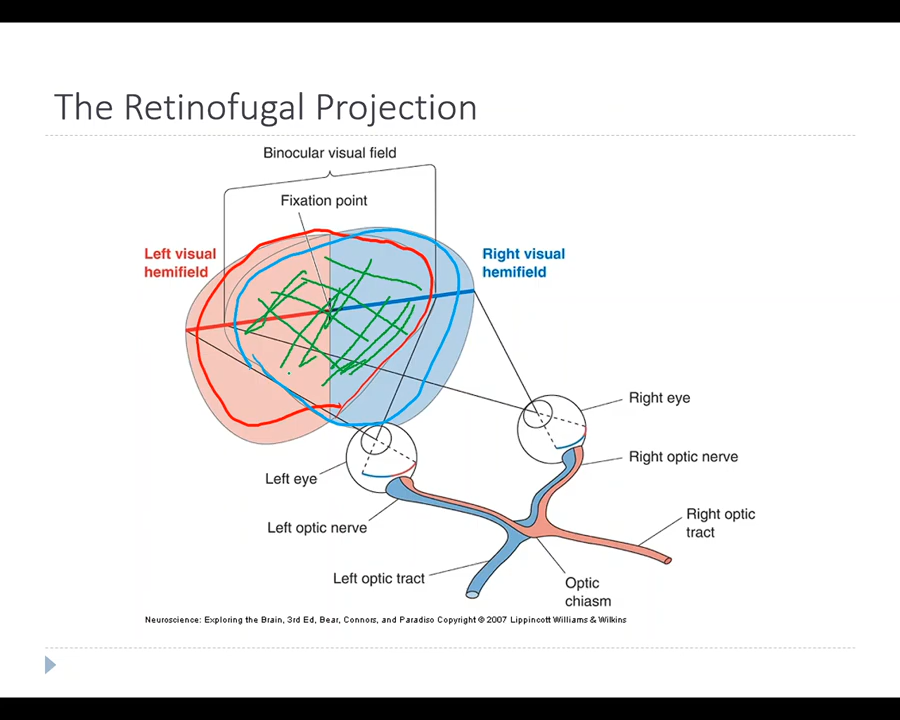 The Retinofugal Projection
Binocular visual field
Fixation point
Left visual
hemifield
Right visual
hemifield
Right eye
Right optic nerve
Left eye
Left optic nerve
Right optic
tract
Left optic tract
Optic
chiasm
Neuroscience: Exploring the Brain, 3rd Ed, Bear, Connors, and Paradiso Copyright © 2007 Lippincott Williams & Wilkins